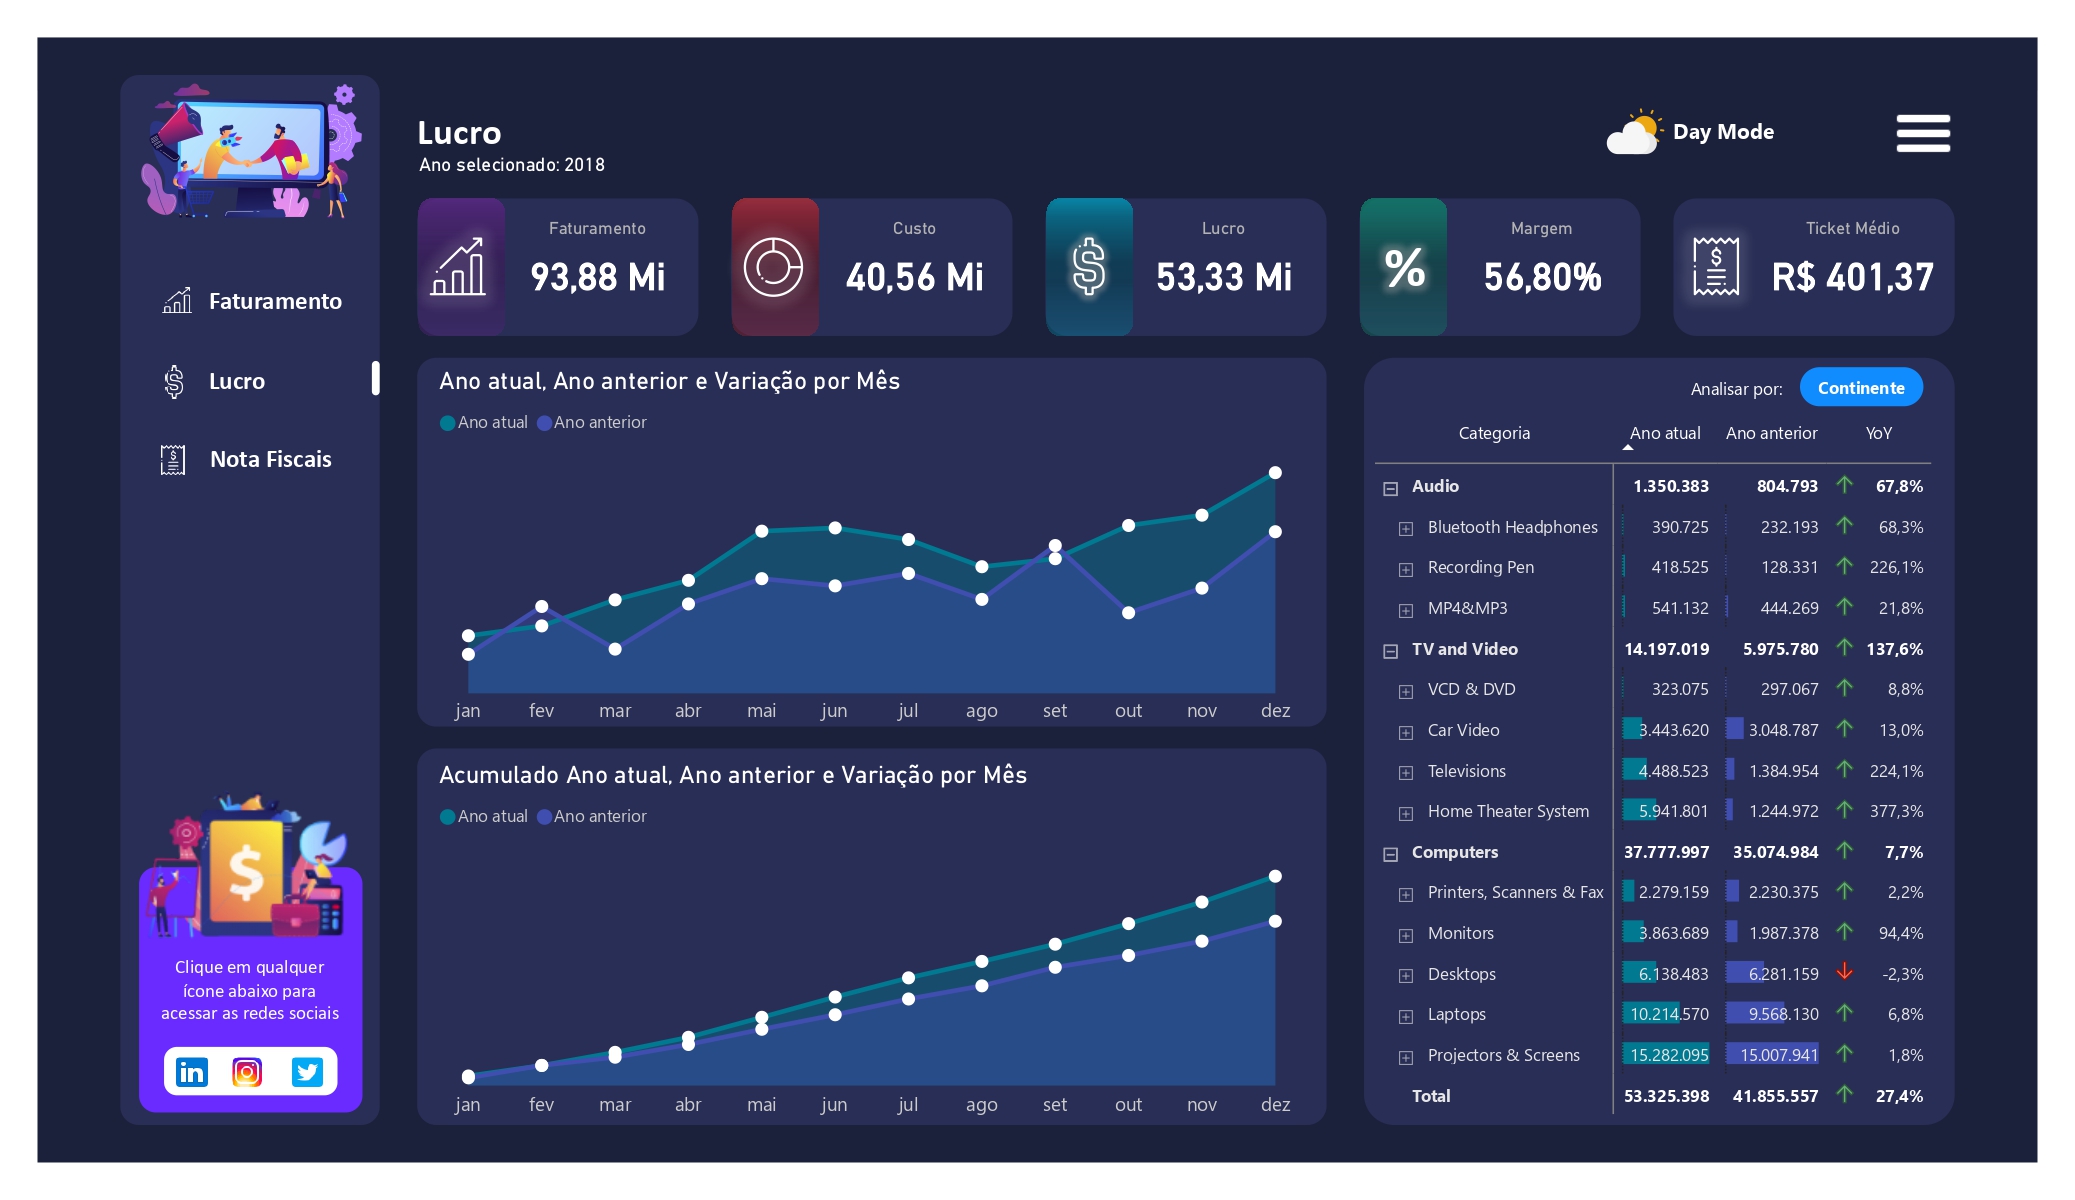 Lucro
Ano selecionado: 2018
Day Mode
Faturamento
Lucro
Nota Fiscais
Clique em qualquer
ícone abaixo para
acessar as redes sociais
in
Faturamento
93,88 Mi
Custo
40,56 Mi
Lucro
53,33 Mi
%
Margem
56,80%
Ticket Médio
R$ 401,37
Ano atual, Ano anterior e Variação por Mês
Ano atual Ano anterior
jan fev mar abr mai jun jul ago set out nov dez
Acumulado Ano atual, Ano anterior e Variação por Mês
Ano atual Ano anterior
jan fev mar abr mai jun jul ago set out nov dez
Analisar por: Continente
Categoria Ano atual Ano anterior YoY
Audio 1.350.383 804.793 67,8%
Bluetooth Headphones 390.725 232.193 68,3%
Recording Pen 418.525 128.331 226,1%
MP4&MP3 541.132 444.269 21,8%
TV and Video 14.197.019 5.975.780 137,6%
VCD & DVD 323.075 297.067 8,8%
Car Video 3.443.620 3.048.787 13,0%
Televisions 4.488.523 1.384.954 224,1%
Home Theater System 5.941.801 1.244.972 377,3%
Computers 37.777.997 35.074.984 7,7%
Printers, Scanners & Fax 2.279.159 2.230.375 2,2%
Monitors 3.863.689 1.987.378 94,4%
Desktops 6.138.483 6.281.159 -2,3%
Laptops 10.214.570 9.568.130 6,8%
Projectors & Screens 15.282.095 15.007.941 1,8%
Total 53.325.398 41.855.557 27,4%